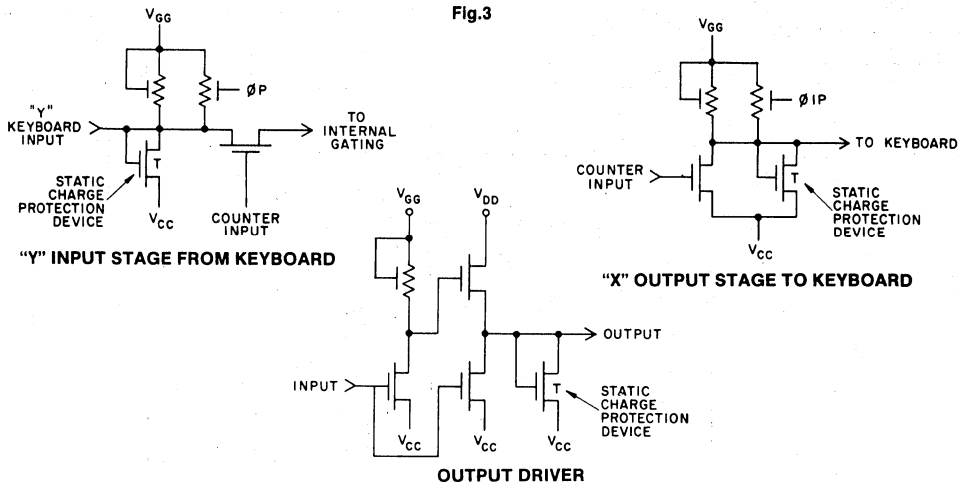 Fig.3
VGG
ØP
"Y"
KEYBOARD
INPUT
TO
INTERNAL
GATING
T
STATIC
CHARGE
PROTECTION
DEVICE
VCC
COUNTER
INPUT
"Y" INPUT STAGE FROM KEYBOARD
VGG
Ø1P
TO KEYBOARD
COUNTER
INPUT
T
STATIC
CHARGE
PROTECTION
DEVICE
VCC
"X" OUTPUT STAGE TO KEYBOARD
VGG
VDD
OUTPUT
INPUT
T
STATIC
CHARGE
PROTECTION
DEVICE
VCC
VCC
VCC
OUTPUT DRIVER